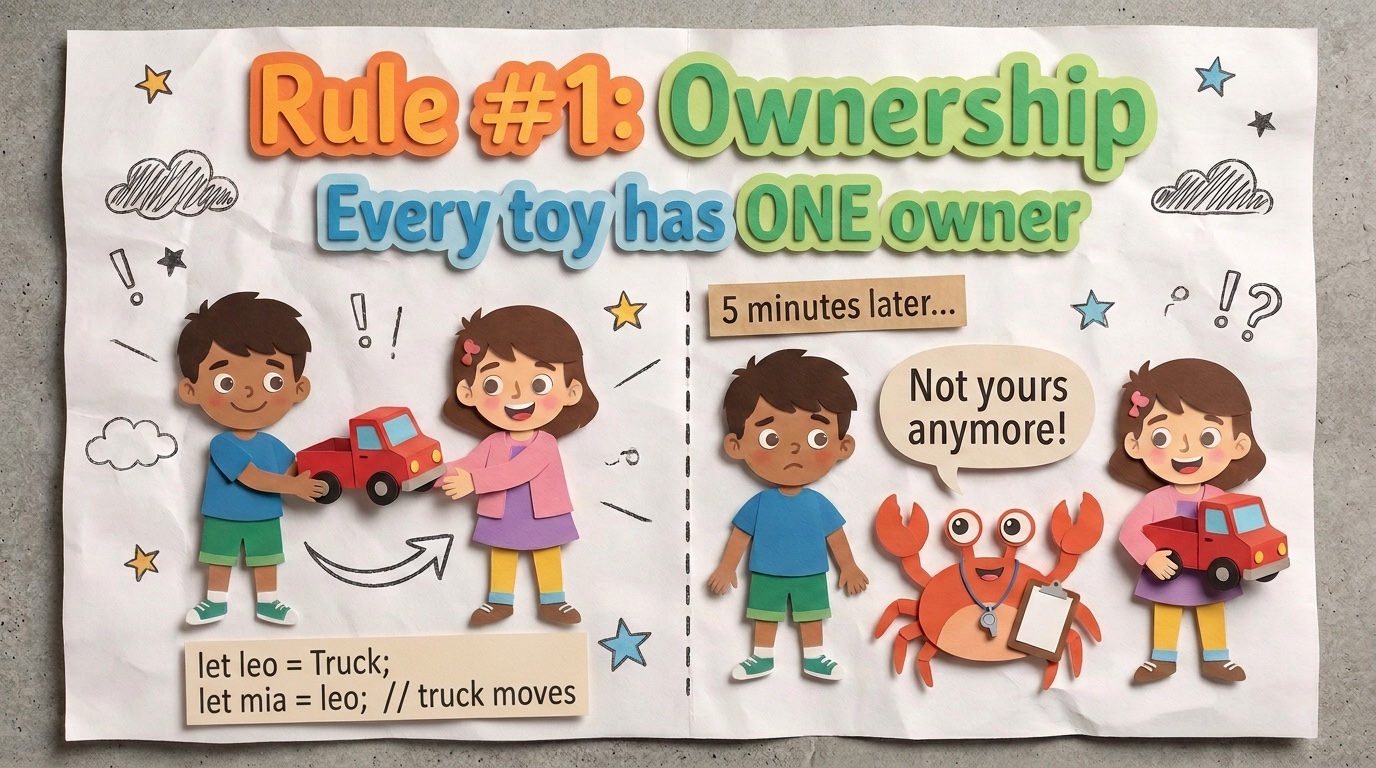 Rule #1: Ownership
Every toy has ONE owner
let leo = Truck;
let mia = leo;  // truck moves
5 minutes later...
Not yours
anymore!